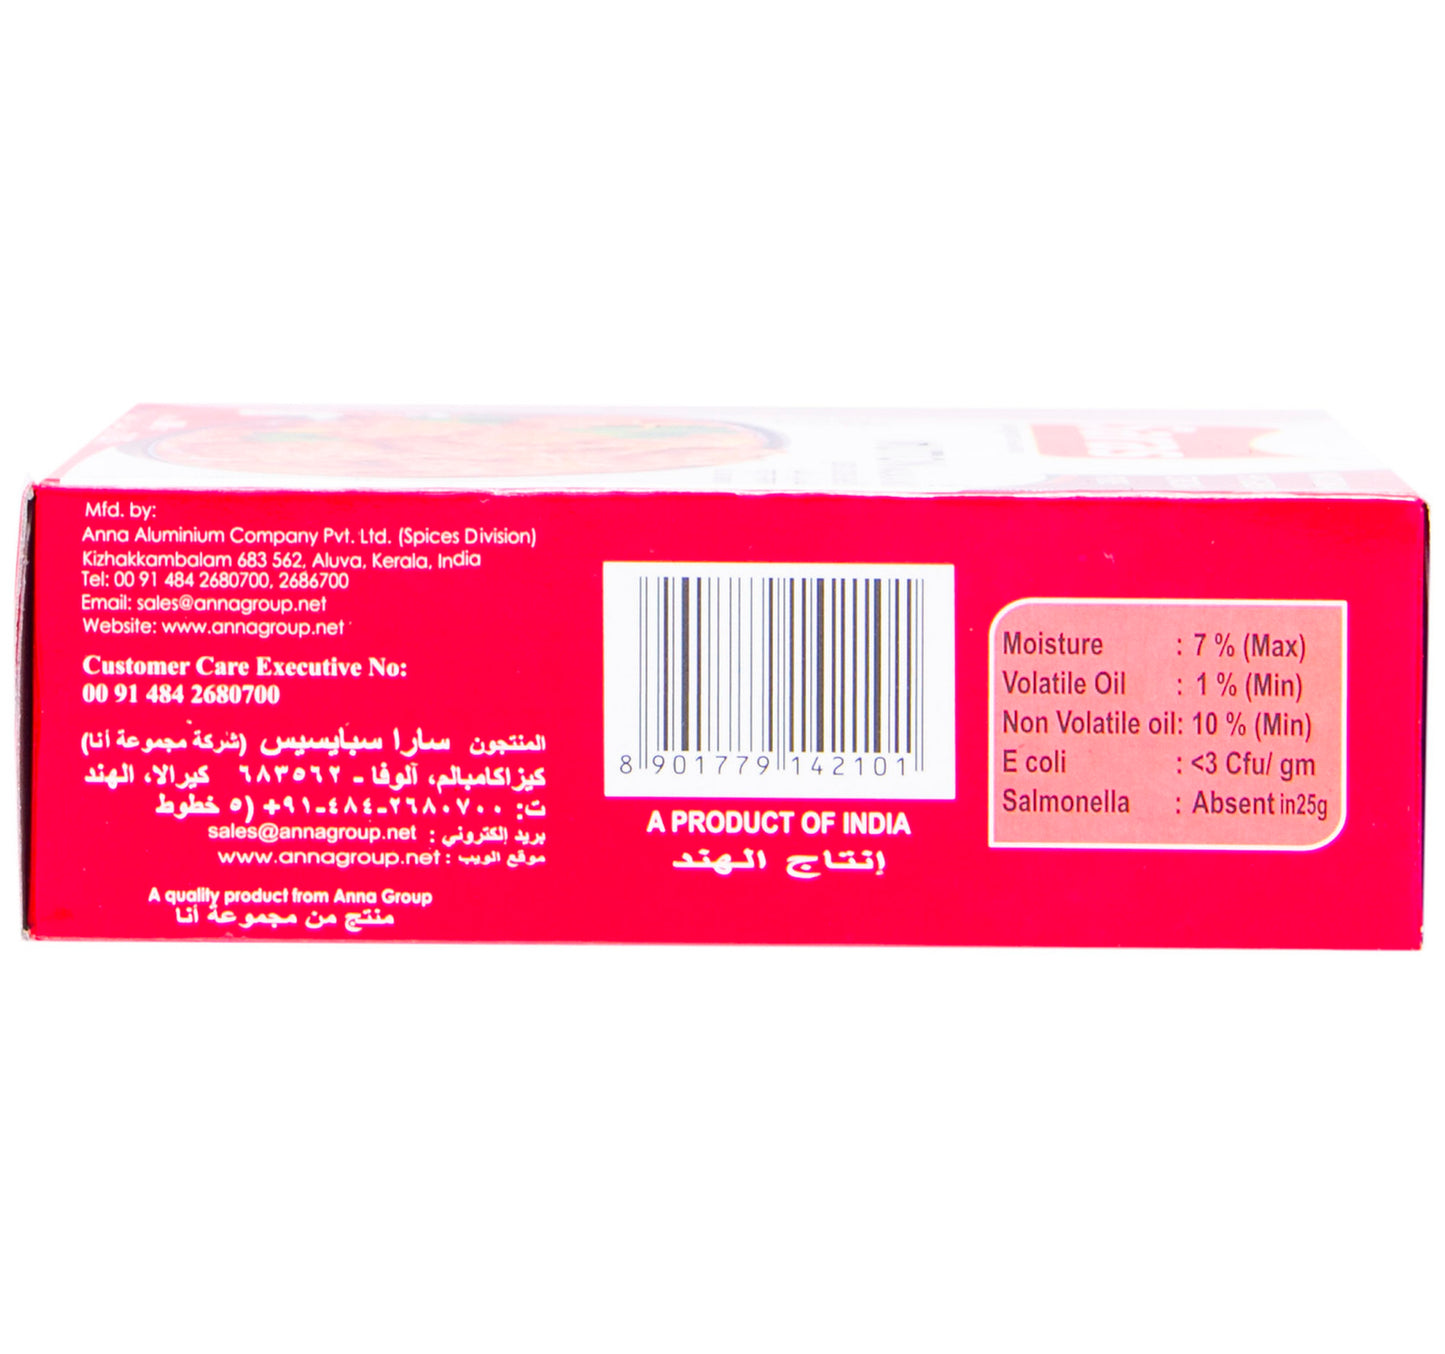 Mfd. by:
Anna Aluminium Company Pvt. Ltd. (Spices Division)
Kizhakkambalam 683 562, Aluva, Kerala, India
Tel: 00 91 484 2680700, 2686700
Email: sales@annagroup.net
Website: www.annagroup.net
Customer Care Executive No:
00 91 484 2680700
المنتجون سارا سبايسيس (شركة مجموعة أنا)
كيزاكامبالم، آلوفا - ٦٨٣٥٦٢ كيرالا، الهند
ت: ٢٦٨٠٧٠٠-٤٨٤-٩١+ (٥ خطوط
بريد إلكتروني : sales@annagroup.net
موقع الويب : www.annagroup.net
A quality product from Anna Group
منتج من مجموعة أنا
8 901779 142101
A PRODUCT OF INDIA
إنتاج الهند
Moisture : 7 % (Max)
Volatile Oil : 1 % (Min)
Non Volatile oil: 10 % (Min)
E coli : <3 Cfu/ gm
Salmonella : Absent in25g